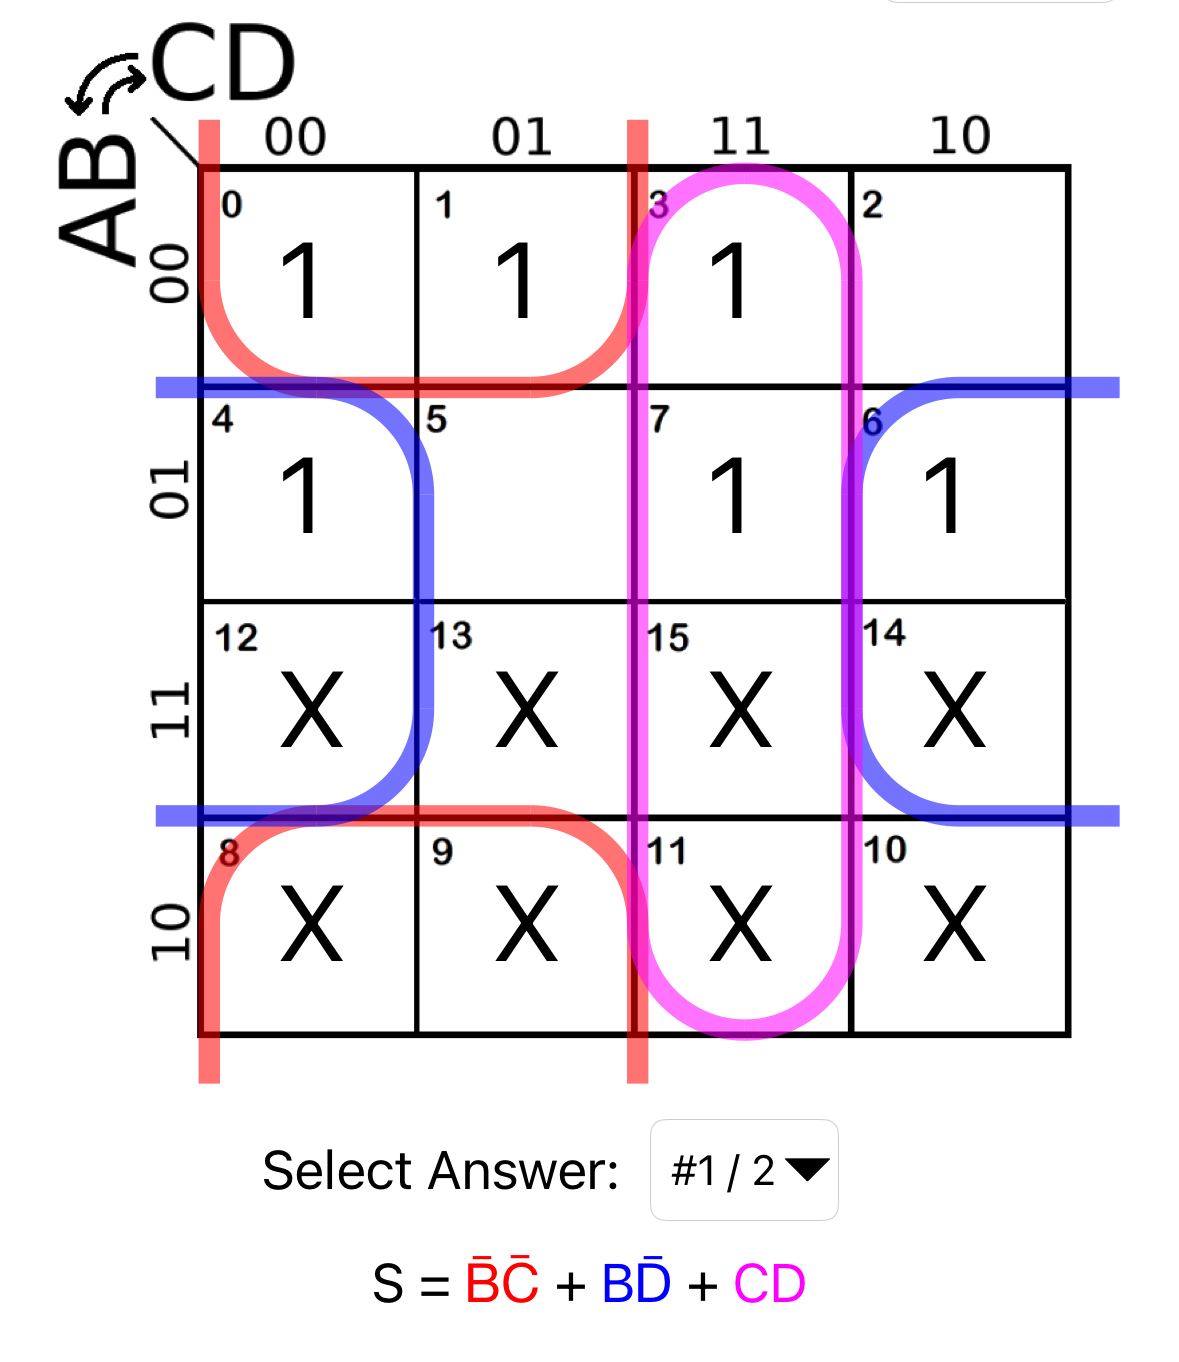 CD
AB
00 01 11 10
00
0 1 3 2
1 1 1
01
4 5 7 6
1 1 1
11
12 13 15 14
X X X X
10
8 9 11 10
X X X X
Select Answer: #1 / 2
S = B̄C̄ + BD̄ + CD